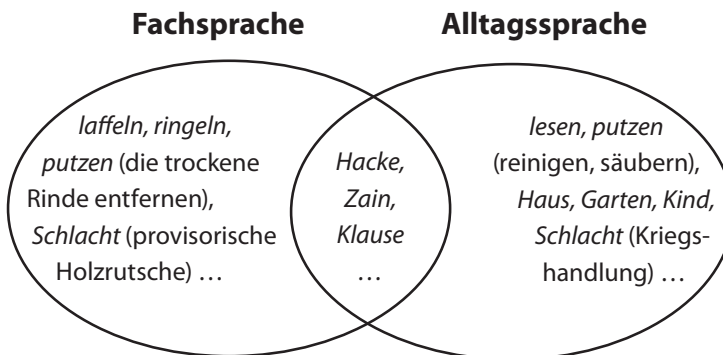 Fachsprache
Alltagssprache
laffeln, ringeln,
putzen (die trockene
Rinde entfernen),
Schlacht (provisorische
Holzrutsche) …
Hacke,
Zain,
Klause
…
lesen, putzen
(reinigen, säubern),
Haus, Garten, Kind,
Schlacht (Kriegs-
handlung) …